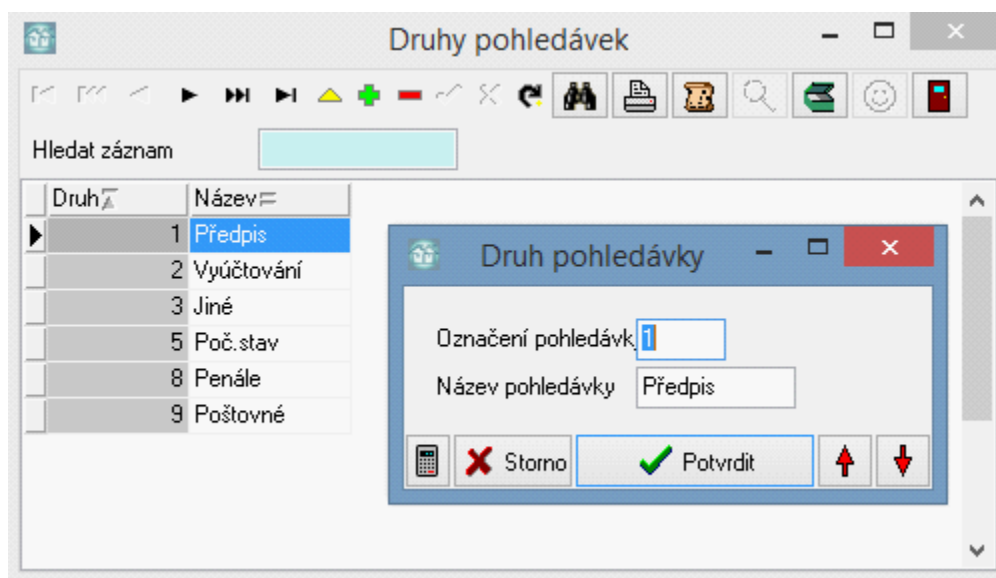 Druhy pohledávek
Hledat záznam
Druh Název
1 Předpis
2 Vyúčtování
3 Jiné
5 Poč.stav
8 Penále
9 Poštovné
Druh pohledávky
Označení pohledávk 1
Název pohledávky Předpis
Storno Potvrdit